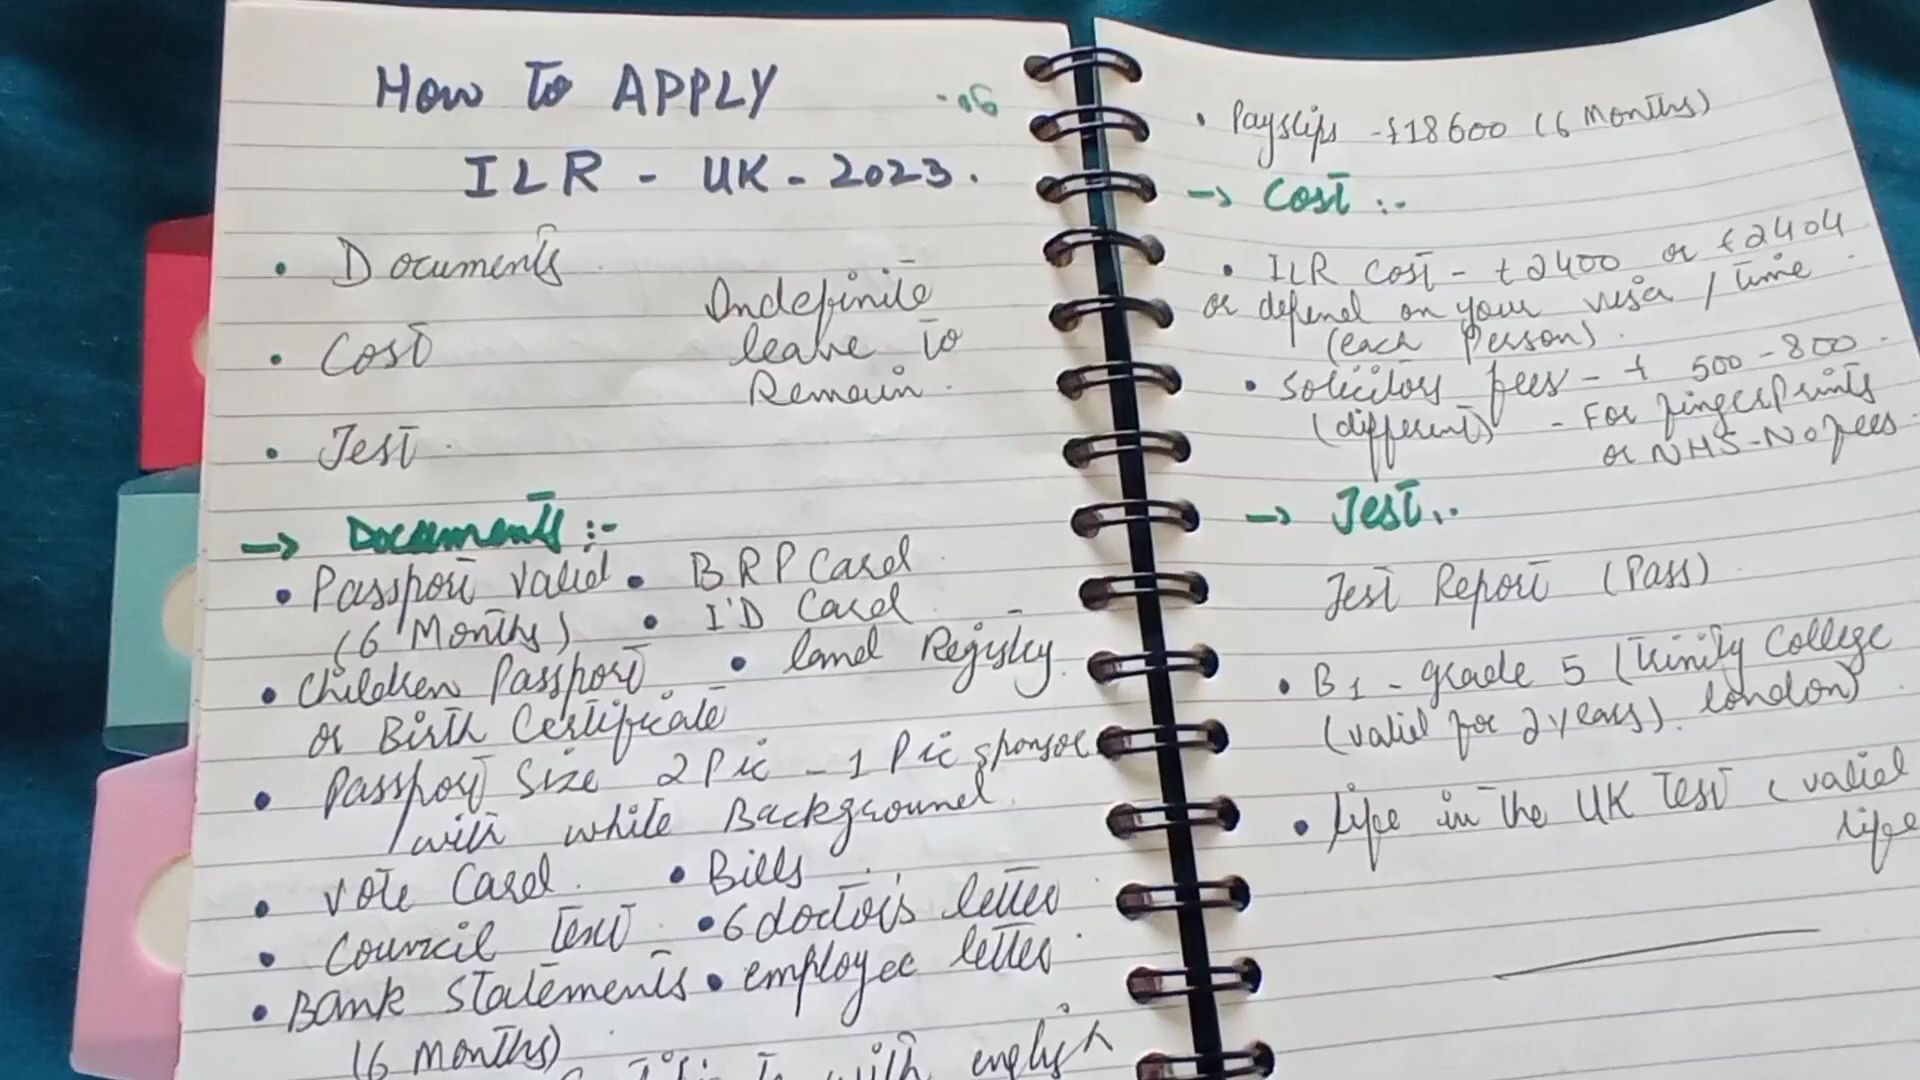 How To APPLY
ILR - UK - 2023.
• Documents
Indefinite
leave to
Remain.
• Cost
• Test.
→ Documents :-
• Passport valid • BRP Card
(6 Months) • I'D Card
• Children Passport • land Registry
or Birth Certificate
• Passport Size 2 Pic - 1 Pic sponsor
with white Background.
• Vote Card. • Bills
• Council Text • 6 doctor's letter
• Bank Statements • employee letter
(6 Months)
with english
• Payslips - £18600 (6 Months)
→ Cost :-
• ILR Cost - £2400 or £2404
or depend on your visa / Time
(each Person).
• Solicitors fees - £ 500 - 800
(different) - For fingerprints
or NHS - No fees
→ Test :-
Test Report (Pass)
• B1 - grade 5 (Trinity College
(valid for 2 years). London)
• Life in the UK Test (valid
life